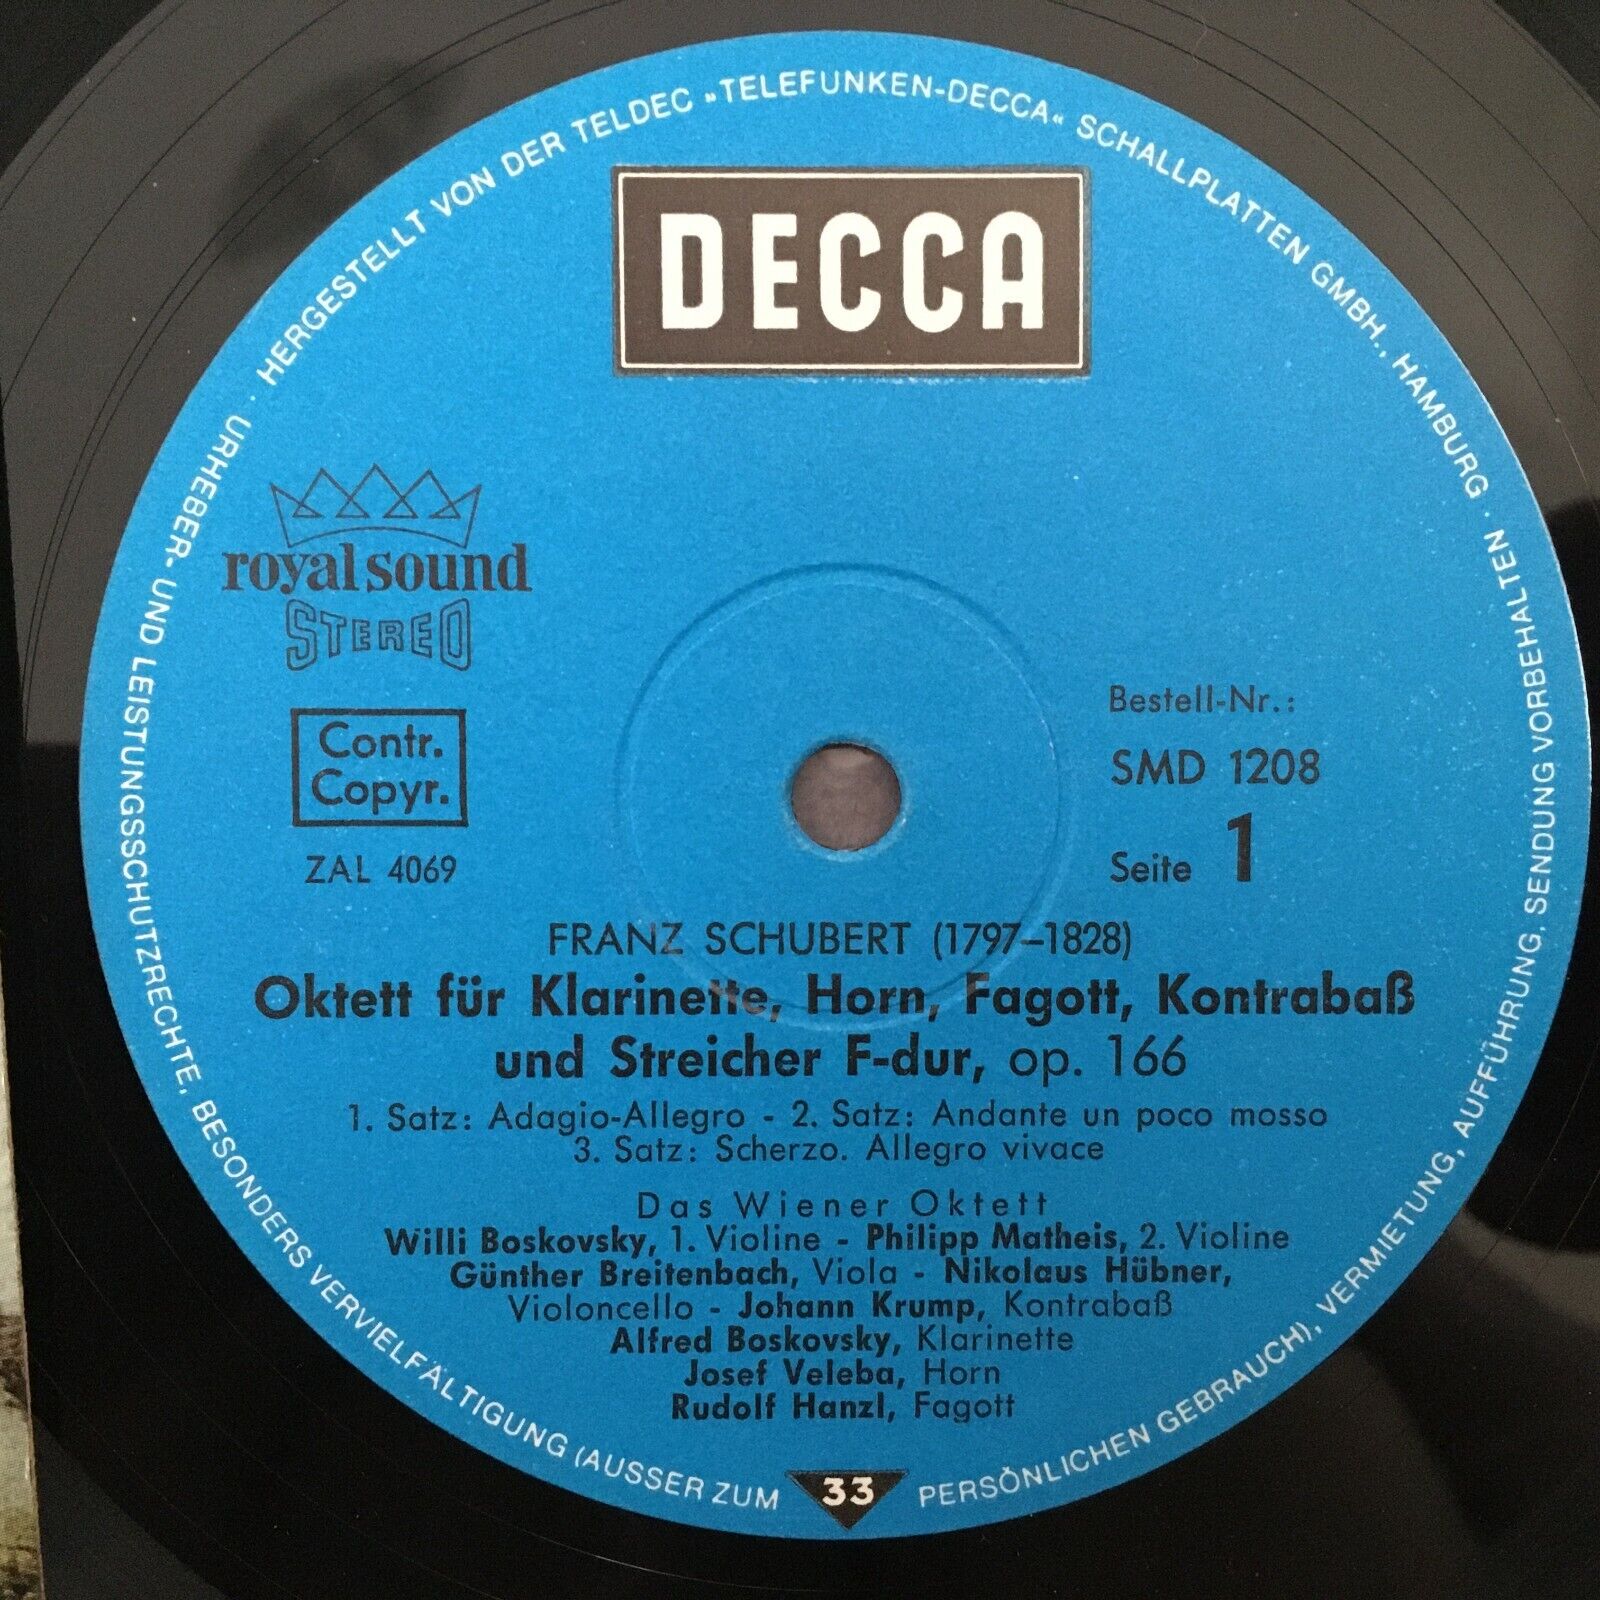 HERGESTELLT VON DER TELDEC »TELEFUNKEN-DECCA« SCHALLPLATTEN GMBH., HAMBURG · URHEBER- UND LEISTUNGSSCHUTZRECHTE, BESONDERS VERVIELFÄLTIGUNG (AUSSER ZUM PERSÖNLICHEN GEBRAUCH), VERMIETUNG, AUFFÜHRUNG, SENDUNG VORBEHALTEN ·
DECCA
royal sound
STEREO
Contr.
Copyr.
ZAL 4069
Bestell-Nr.:
SMD 1208
Seite 1
FRANZ SCHUBERT (1797–1828)
Oktett für Klarinette, Horn, Fagott, Kontrabaß
und Streicher F-dur, op. 166
1. Satz: Adagio-Allegro - 2. Satz: Andante un poco mosso
3. Satz: Scherzo. Allegro vivace
Das Wiener Oktett
Willi Boskovsky, 1. Violine - Philipp Matheis, 2. Violine
Günther Breitenbach, Viola - Nikolaus Hübner,
Violoncello - Johann Krump, Kontrabaß
Alfred Boskovsky, Klarinette
Josef Veleba, Horn
Rudolf Hanzl, Fagott
33